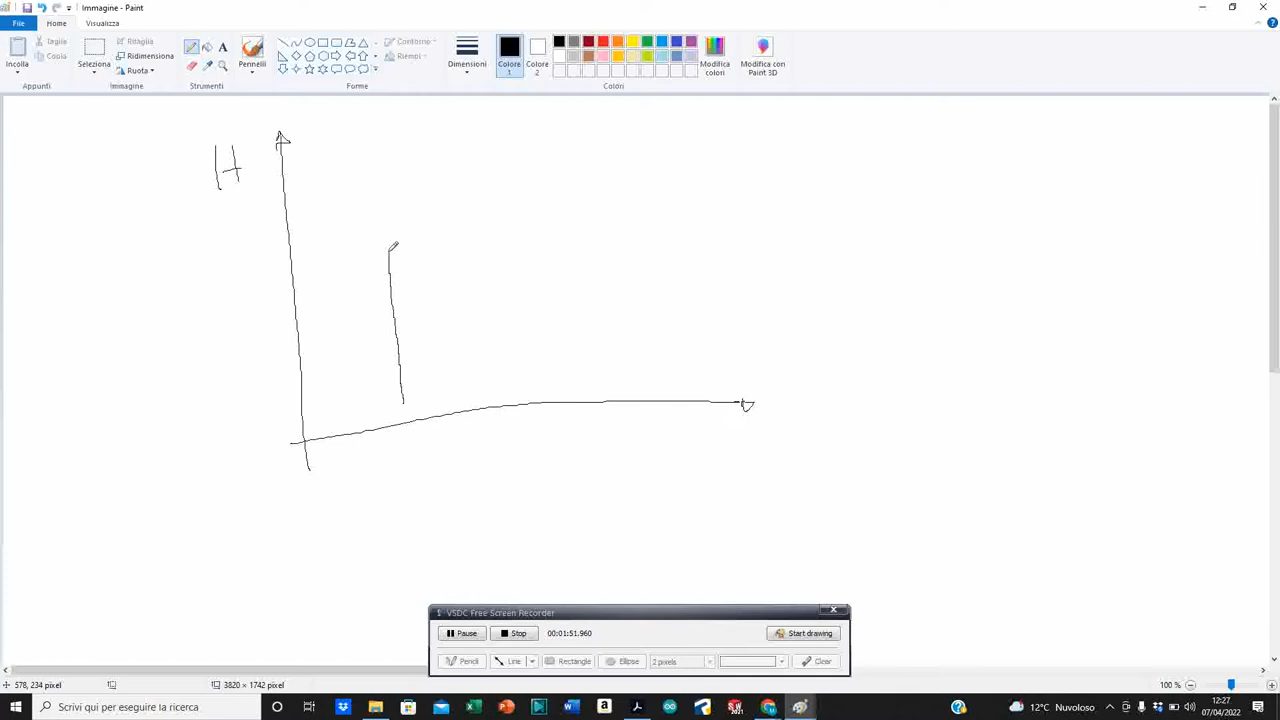 Immagine - Paint
File
Home
Visualizza
Incolla
Taglia
Copia
Appunti
Seleziona
Ritaglia
Ridimensiona
Ruota
Immagine
A
Strumenti
Pennelli
Contorno
Riempi
Forme
Dimensioni
Colore
1
Colore
2
Modifica
colori
Modifica con
Paint 3D
Colori
H
VSDC Free Screen Recorder
Pause
Stop
00:01:51.960
Start drawing
Pencil
Line
Rectangle
Ellipse
2 pixels
Clear
578, 234 pixel
3820 × 1742 pixel
100 %
Scrivi qui per eseguire la ricerca
12°C Nuvoloso
12:27
07/04/2022